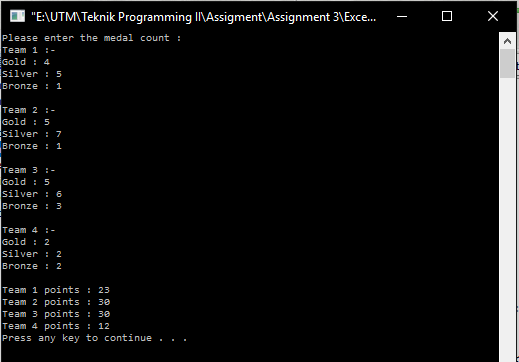 "E:\UTM\Teknik Programming II\Assigment\Assignment 3\Exce...
Please enter the medal count :
Team 1 :-
Gold : 4
Silver : 5
Bronze : 1
Team 2 :-
Gold : 5
Silver : 7
Bronze : 1
Team 3 :-
Gold : 5
Silver : 6
Bronze : 3
Team 4 :-
Gold : 2
Silver : 2
Bronze : 2
Team 1 points : 23
Team 2 points : 30
Team 3 points : 30
Team 4 points : 12
Press any key to continue . . .